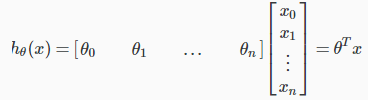 h_θ(x) = [θ_0 θ_1 … θ_n] [x_0 x_1 ⋮ x_n] = θ^T x